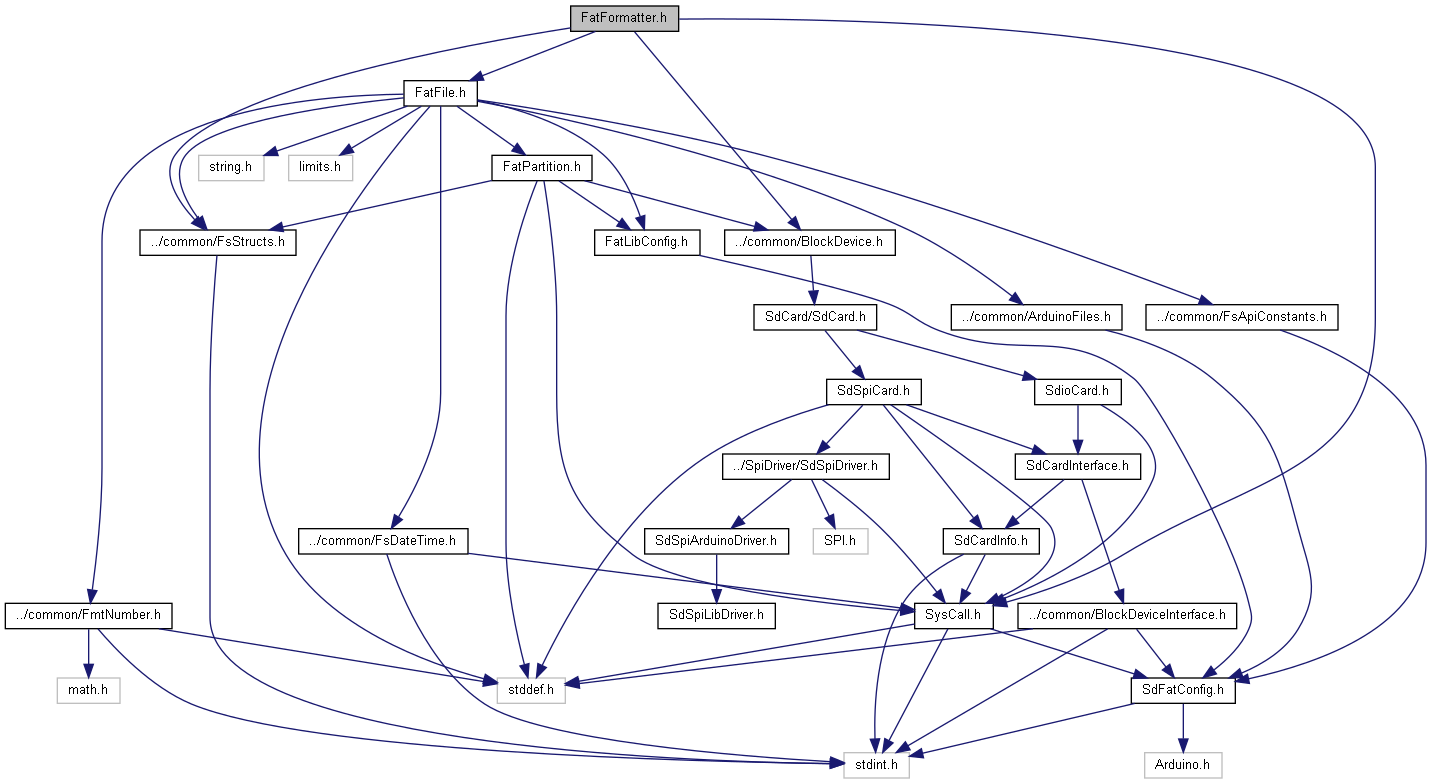 FatFormatter.h
FatFile.h
string.h
limits.h
FatPartition.h
../common/FsStructs.h
FatLibConfig.h
../common/BlockDevice.h
SdCard/SdCard.h
../common/ArduinoFiles.h
../common/FsApiConstants.h
SdSpiCard.h
SdioCard.h
../SpiDriver/SdSpiDriver.h
SdCardInterface.h
../common/FsDateTime.h
SdSpiArduinoDriver.h
SPI.h
SdCardInfo.h
../common/FmtNumber.h
SdSpiLibDriver.h
SysCall.h
../common/BlockDeviceInterface.h
math.h
stddef.h
SdFatConfig.h
stdint.h
Arduino.h